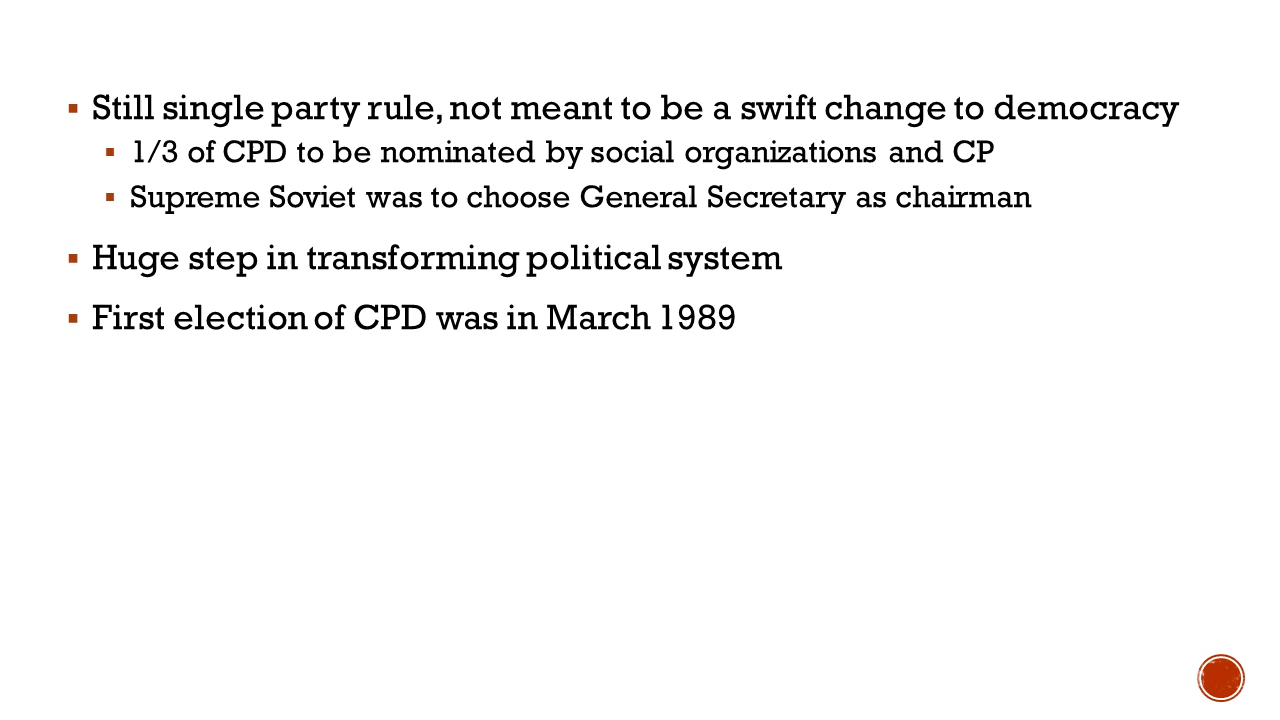 Still single party rule, not meant to be a swift change to democracy
1/3 of CPD to be nominated by social organizations and CP
Supreme Soviet was to choose General Secretary as chairman
Huge step in transforming political system
First election of CPD was in March 1989